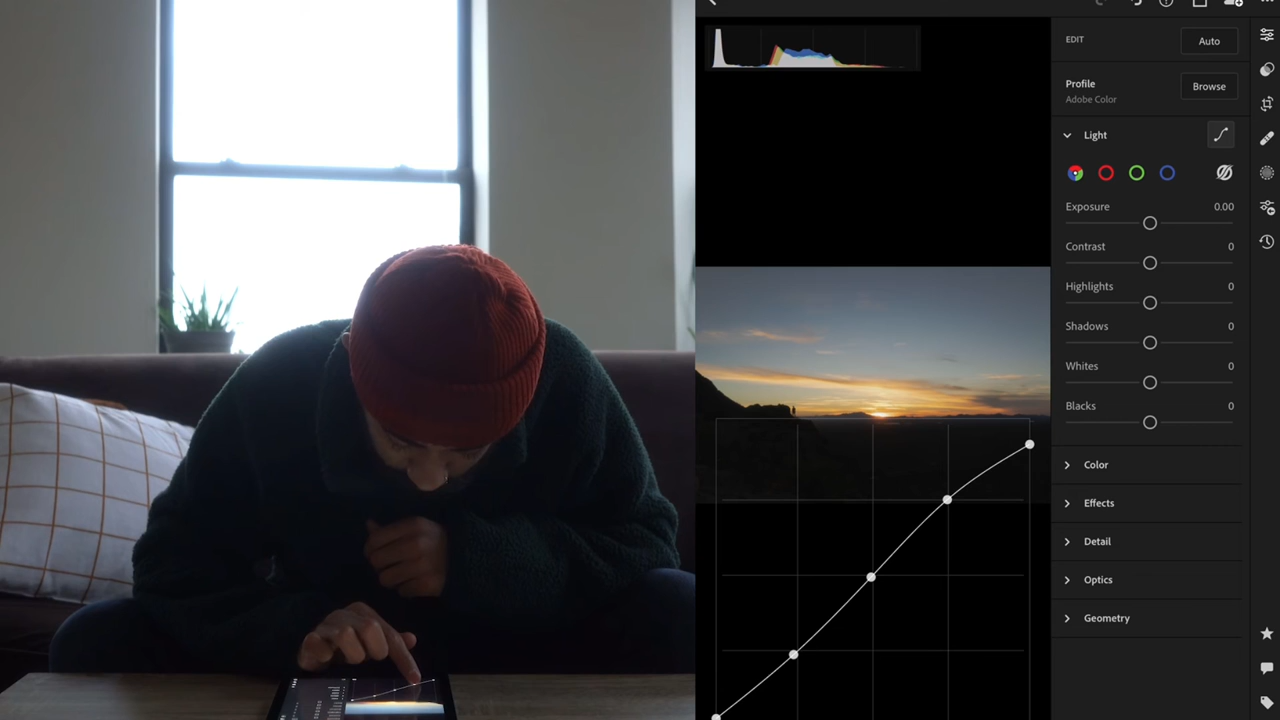 EDIT
Auto
Profile
Adobe Color
Browse
Light
Exposure 0.00
Contrast 0
Highlights 0
Shadows 0
Whites 0
Blacks 0
Color
Effects
Detail
Optics
Geometry